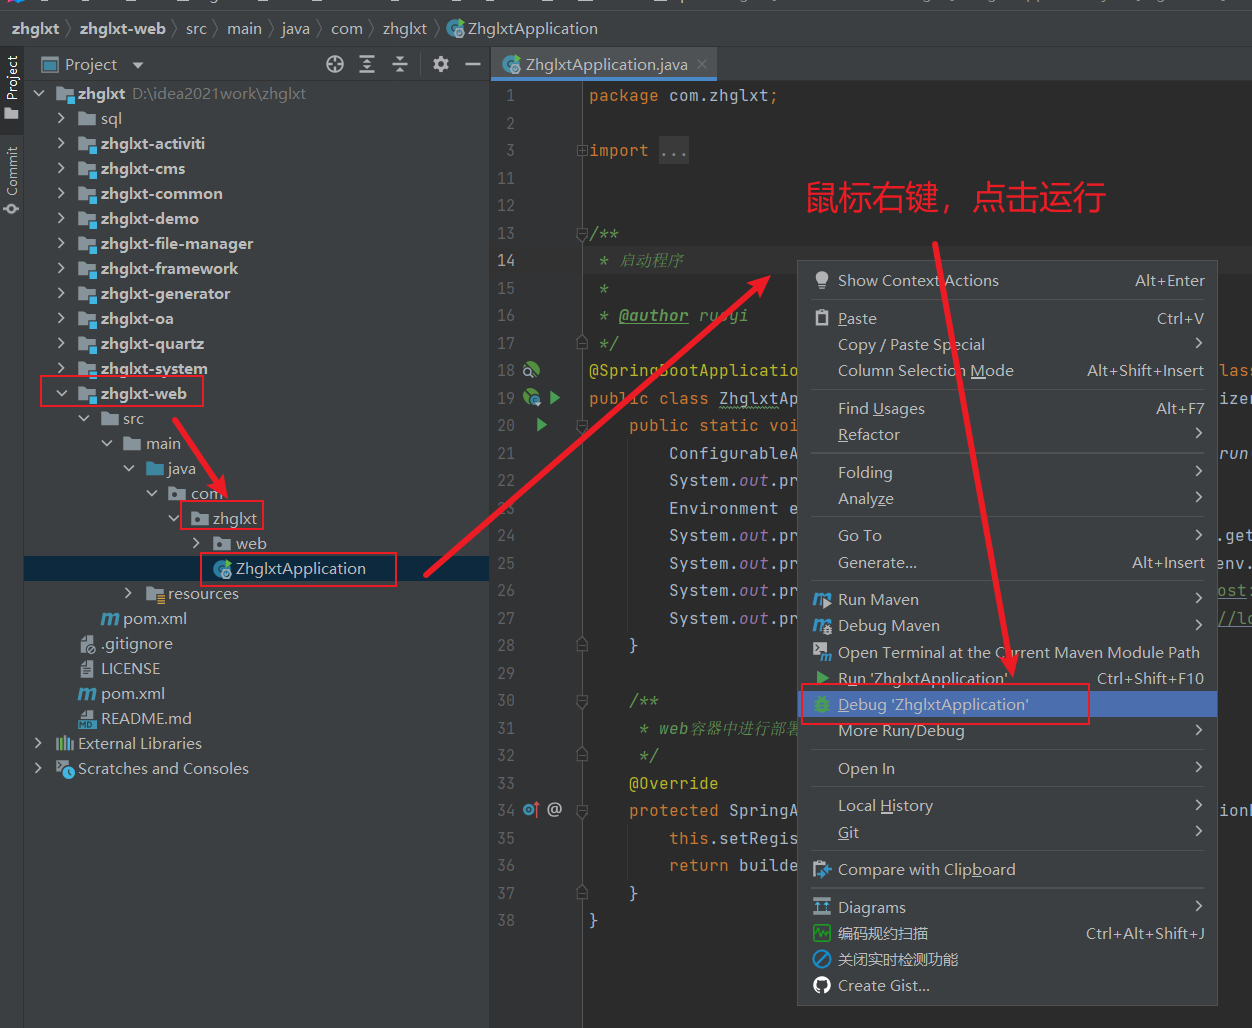 zhglxt zhglxt-web src main java com zhglxt ZhglxtApplication
Project
Commit
Project
zhglxt D:\idea2021work\zhglxt
sql
zhglxt-activiti
zhglxt-cms
zhglxt-common
zhglxt-demo
zhglxt-file-manager
zhglxt-framework
zhglxt-generator
zhglxt-oa
zhglxt-quartz
zhglxt-system
zhglxt-web
src
main
java
com
zhglxt
web
ZhglxtApplication
resources
pom.xml
.gitignore
LICENSE
pom.xml
README.md
External Libraries
Scratches and Consoles
ZhglxtApplication.java
1 package com.zhglxt;
2
3 import ...
11
12
13 /**
14 * 启动程序
15 *
16 * @author ruoyi
17 */
18 @SpringBootApplicatio lass
19 public class ZhglxtAp izer
20 public static voi
21 ConfigurableA run
22 System.out.pr
23 Environment e
24 System.out.pr .get
25 System.out.pr env.
26 System.out.pr ost:
27 System.out.pr //lo
28 }
29
30 /**
31 * web容器中进行部署
32 */
33 @Override
34 @ protected SpringA ionB
35 this.setRegis
36 return builde
37 }
38 }
鼠标右键，点击运行
Show Context Actions Alt+Enter
Paste Ctrl+V
Copy / Paste Special
Column Selection Mode Alt+Shift+Insert
Find Usages Alt+F7
Refactor
Folding
Analyze
Go To
Generate... Alt+Insert
Run Maven
Debug Maven
Open Terminal at the Current Maven Module Path
Run 'ZhglxtApplication' Ctrl+Shift+F10
Debug 'ZhglxtApplication'
More Run/Debug
Open In
Local History
Git
Compare with Clipboard
Diagrams
编码规约扫描 Ctrl+Alt+Shift+J
关闭实时检测功能
Create Gist...